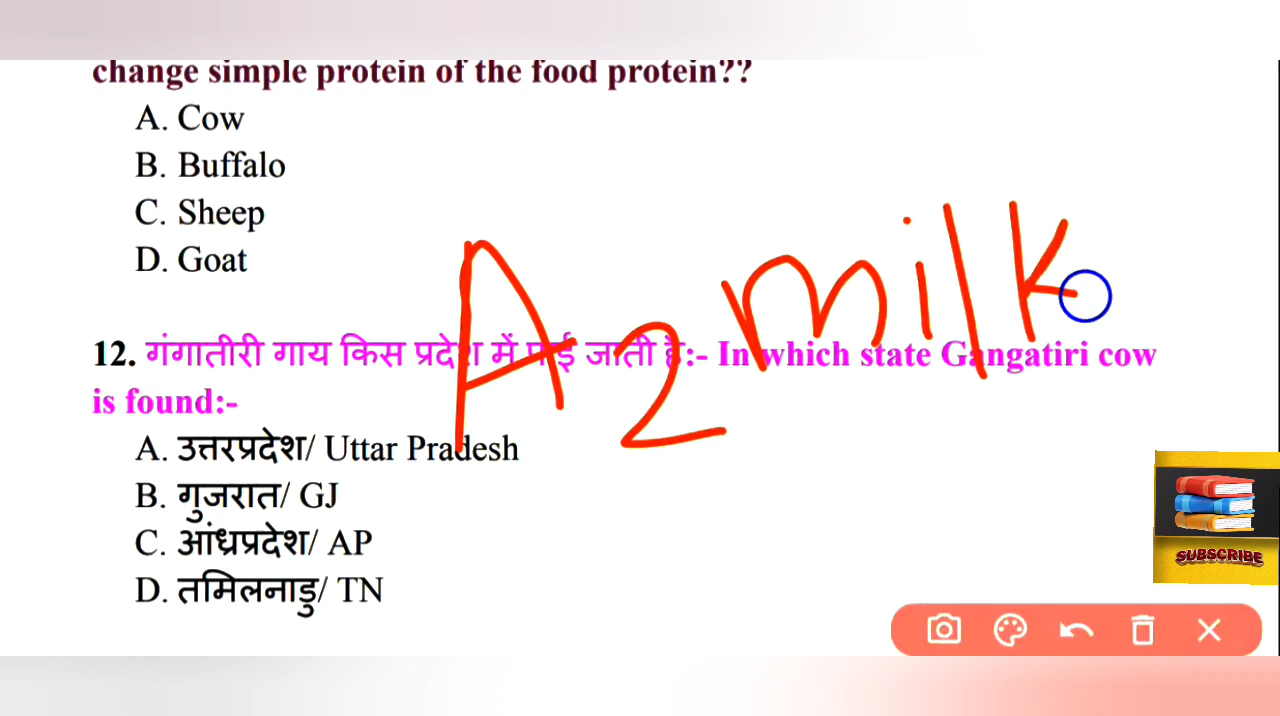 change simple protein of the food protein??
A. Cow
B. Buffalo
C. Sheep
D. Goat
A2 milk
12. गंगातीरी गाय किस प्रदेश में पाई जाती है:- In which state Gangatiri cow
is found:-
A. उत्तरप्रदेश/ Uttar Pradesh
B. गुजरात/ GJ
C. आंध्रप्रदेश/ AP
D. तमिलनाडु/ TN
SUBSCRIBE